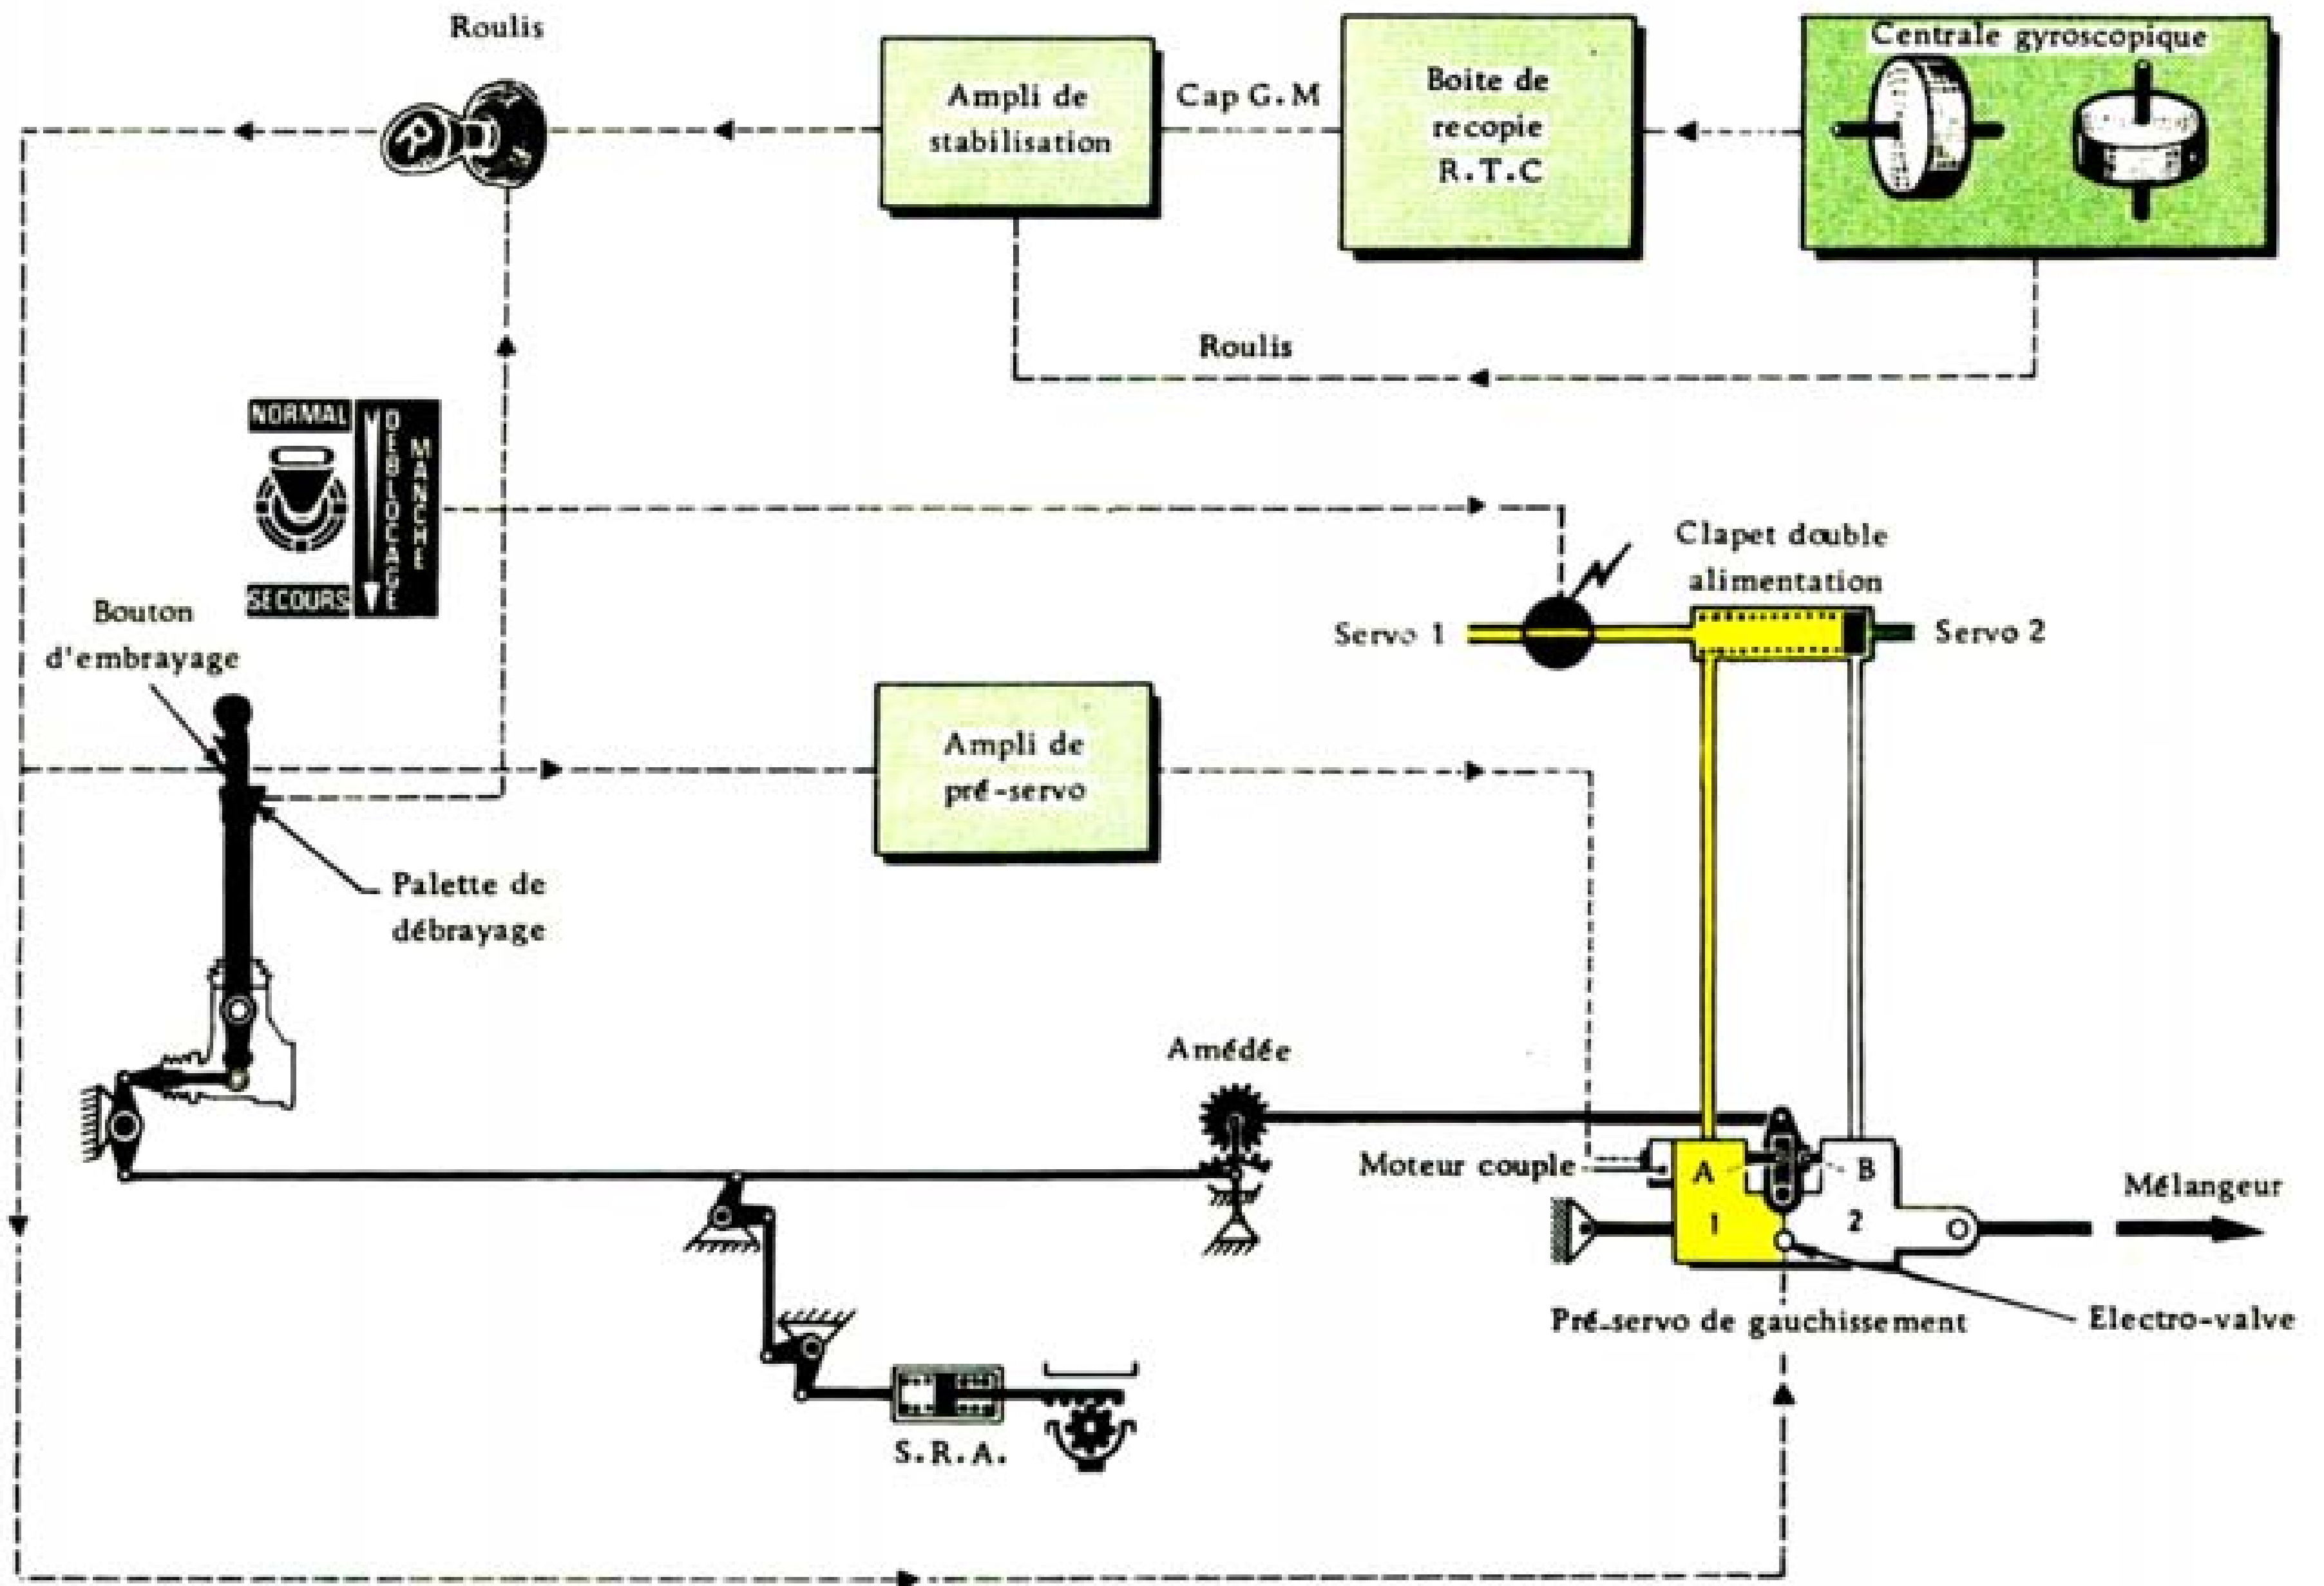 Roulis
R
Ampli de
stabilisation
Cap G.M
Boite de
recopie
R.T.C
Centrale gyroscopique
Roulis
NORMAL
SECOURS
DEBLOCAGE
MANCHE
Clapet double
alimentation
Servo 1
Servo 2
Bouton
d'embrayage
Ampli de
pré-servo
Palette de
débrayage
Amédée
Moteur couple
A
B
1
2
Mélangeur
Pré-servo de gauchissement
Electro-valve
S.R.A.